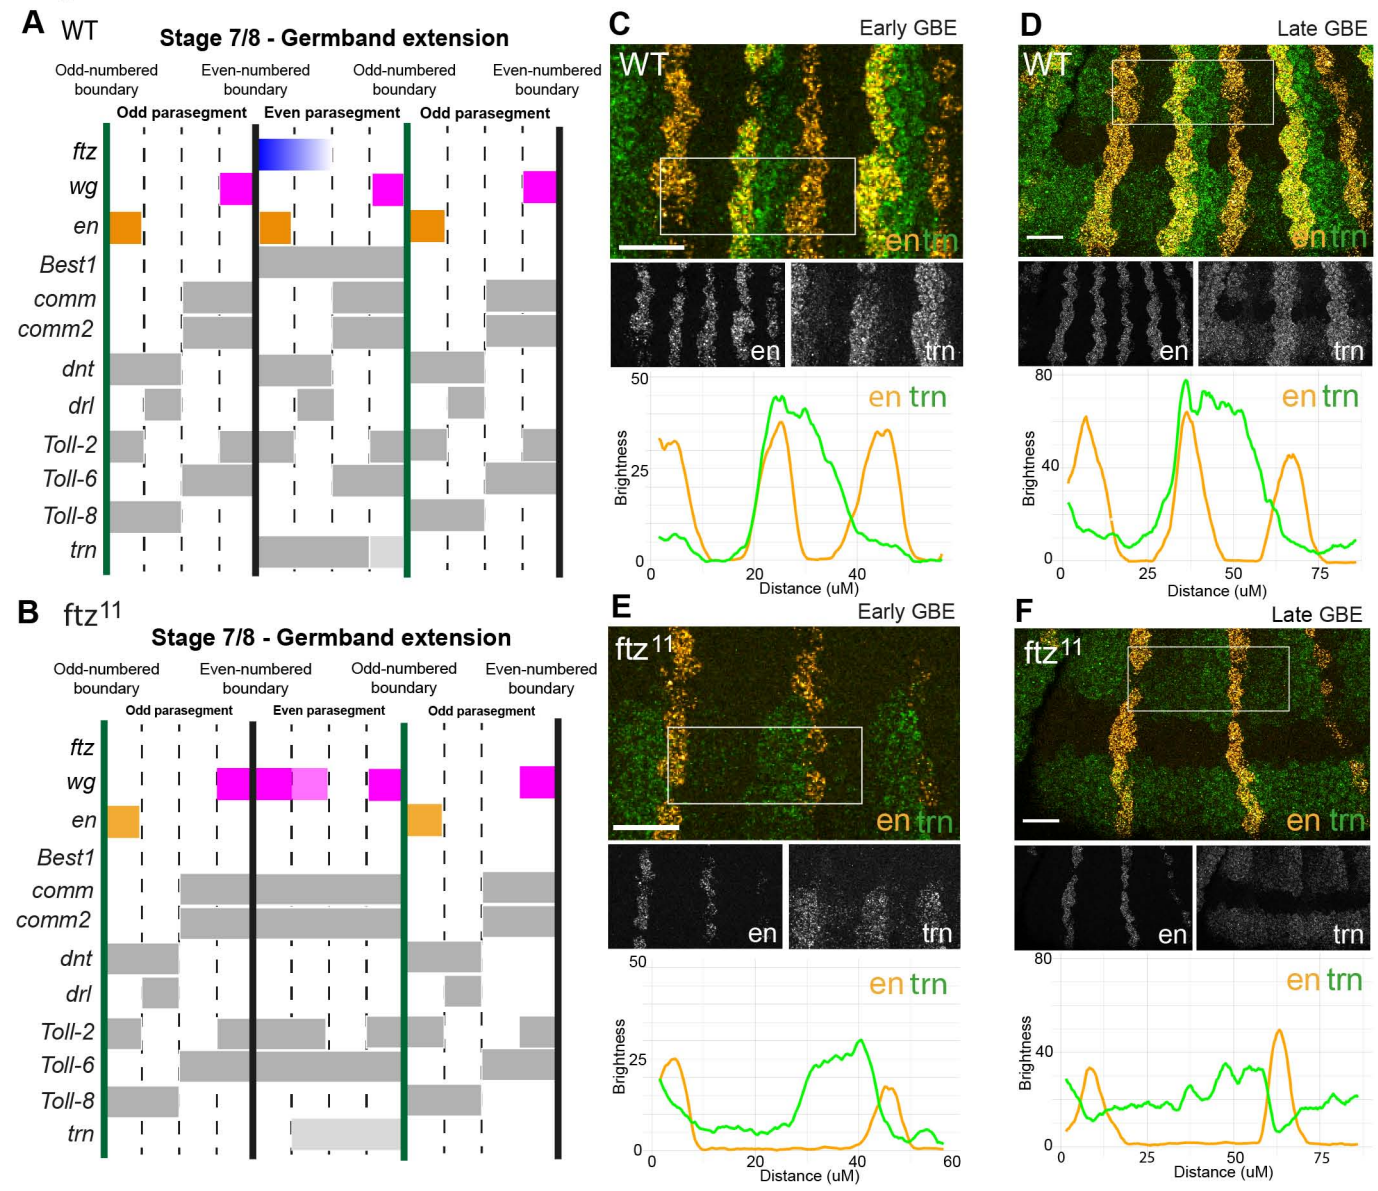 A WT
Stage 7/8 - Germband extension
Odd-numbered boundary
Even-numbered boundary
Odd-numbered boundary
Even-numbered boundary
Odd parasegment Even parasegment Odd parasegment
ftz
wg
en
Best1
comm
comm2
dnt
drl
Toll-2
Toll-6
Toll-8
trn
B ftz11
Stage 7/8 - Germband extension
Odd-numbered boundary
Even-numbered boundary
Odd-numbered boundary
Even-numbered boundary
Odd parasegment Even parasegment Odd parasegment
ftz
wg
en
Best1
comm
comm2
dnt
drl
Toll-2
Toll-6
Toll-8
trn
C Early GBE
WT
en trn
en trn
50
en trn
25
Brightness
0
0 20 40
Distance (uM)
D Late GBE
WT
en trn
en trn
80
en trn
40
Brightness
0
0 25 50 75
Distance (uM)
E Early GBE
ftz11
en trn
en trn
50
en trn
25
Brightness
0
0 20 40 60
Distance (uM)
F Late GBE
ftz11
en trn
en trn
80
en trn
40
Brightness
0
0 25 50 75
Distance (uM)